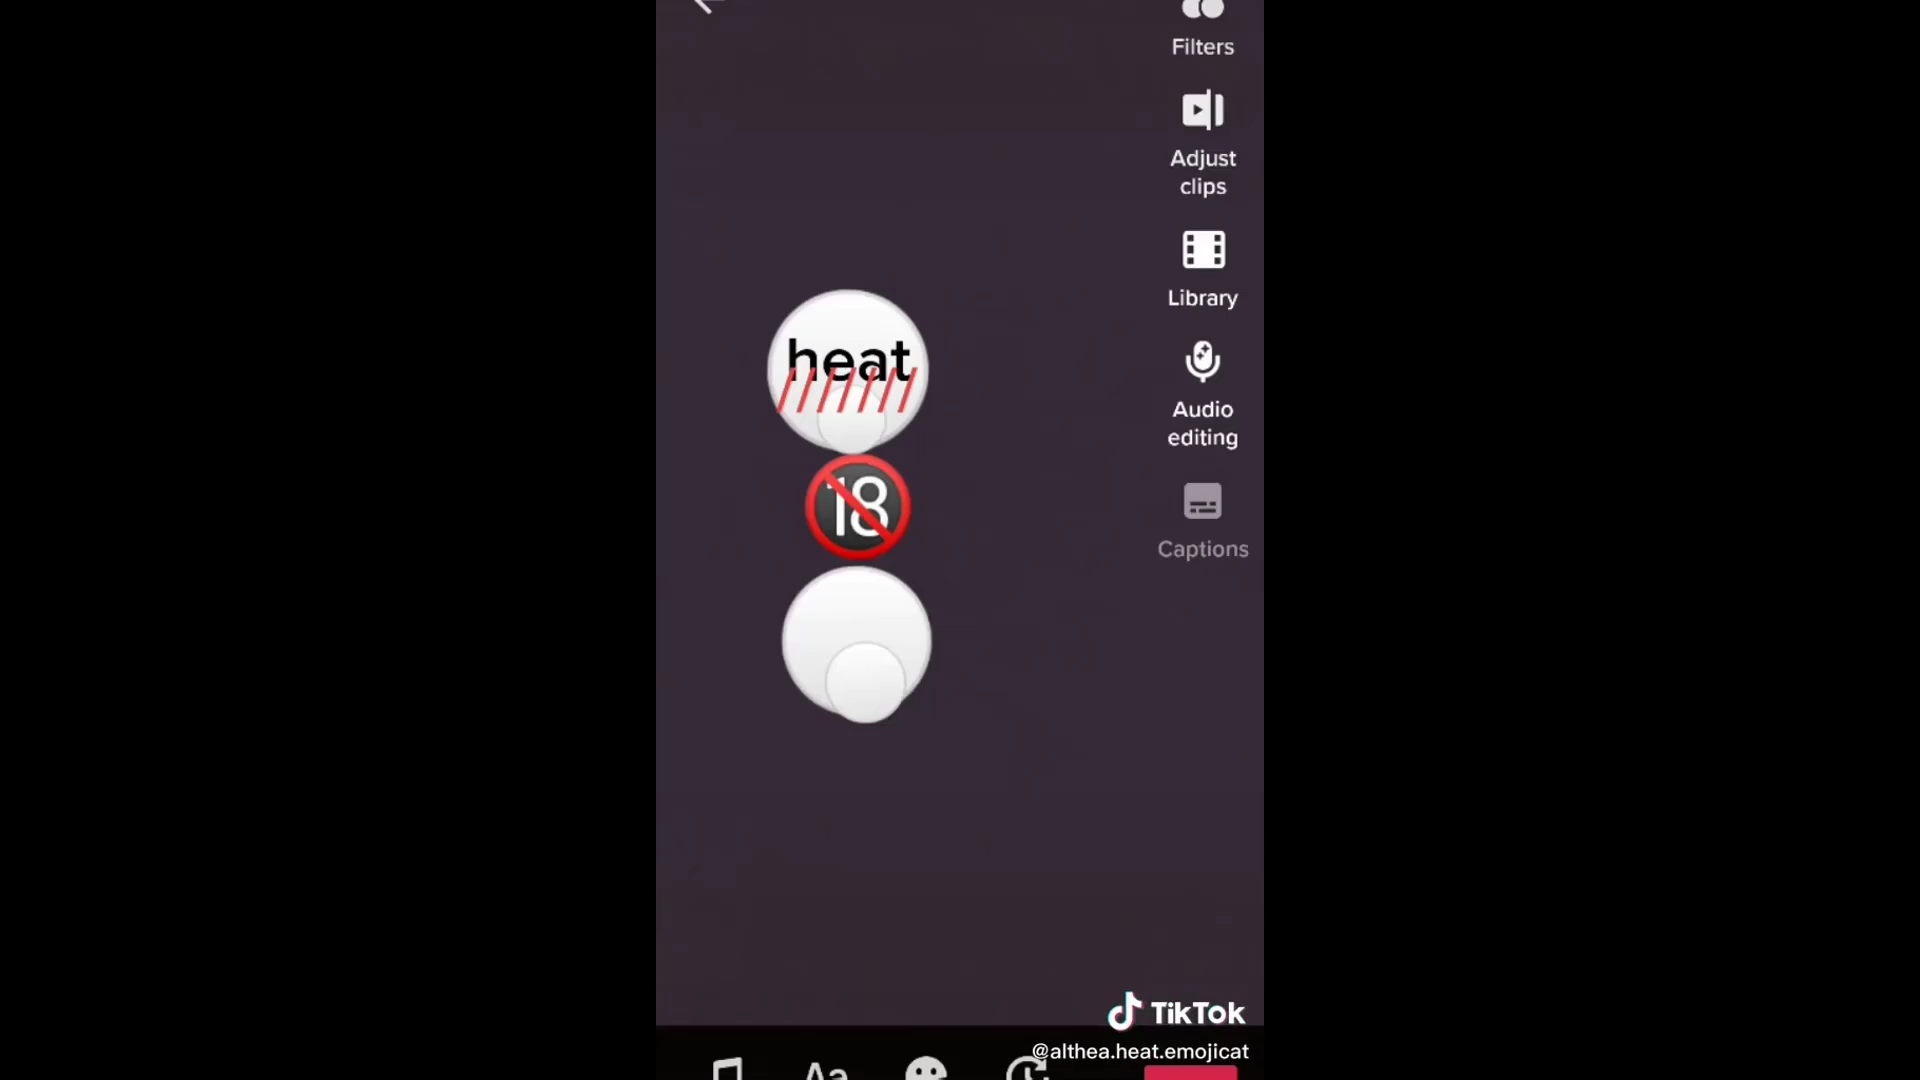 Filters
Adjust
clips
Library
heat
///////
Audio
editing
18
Captions
TikTok
@althea.heat.emojicat
Aa